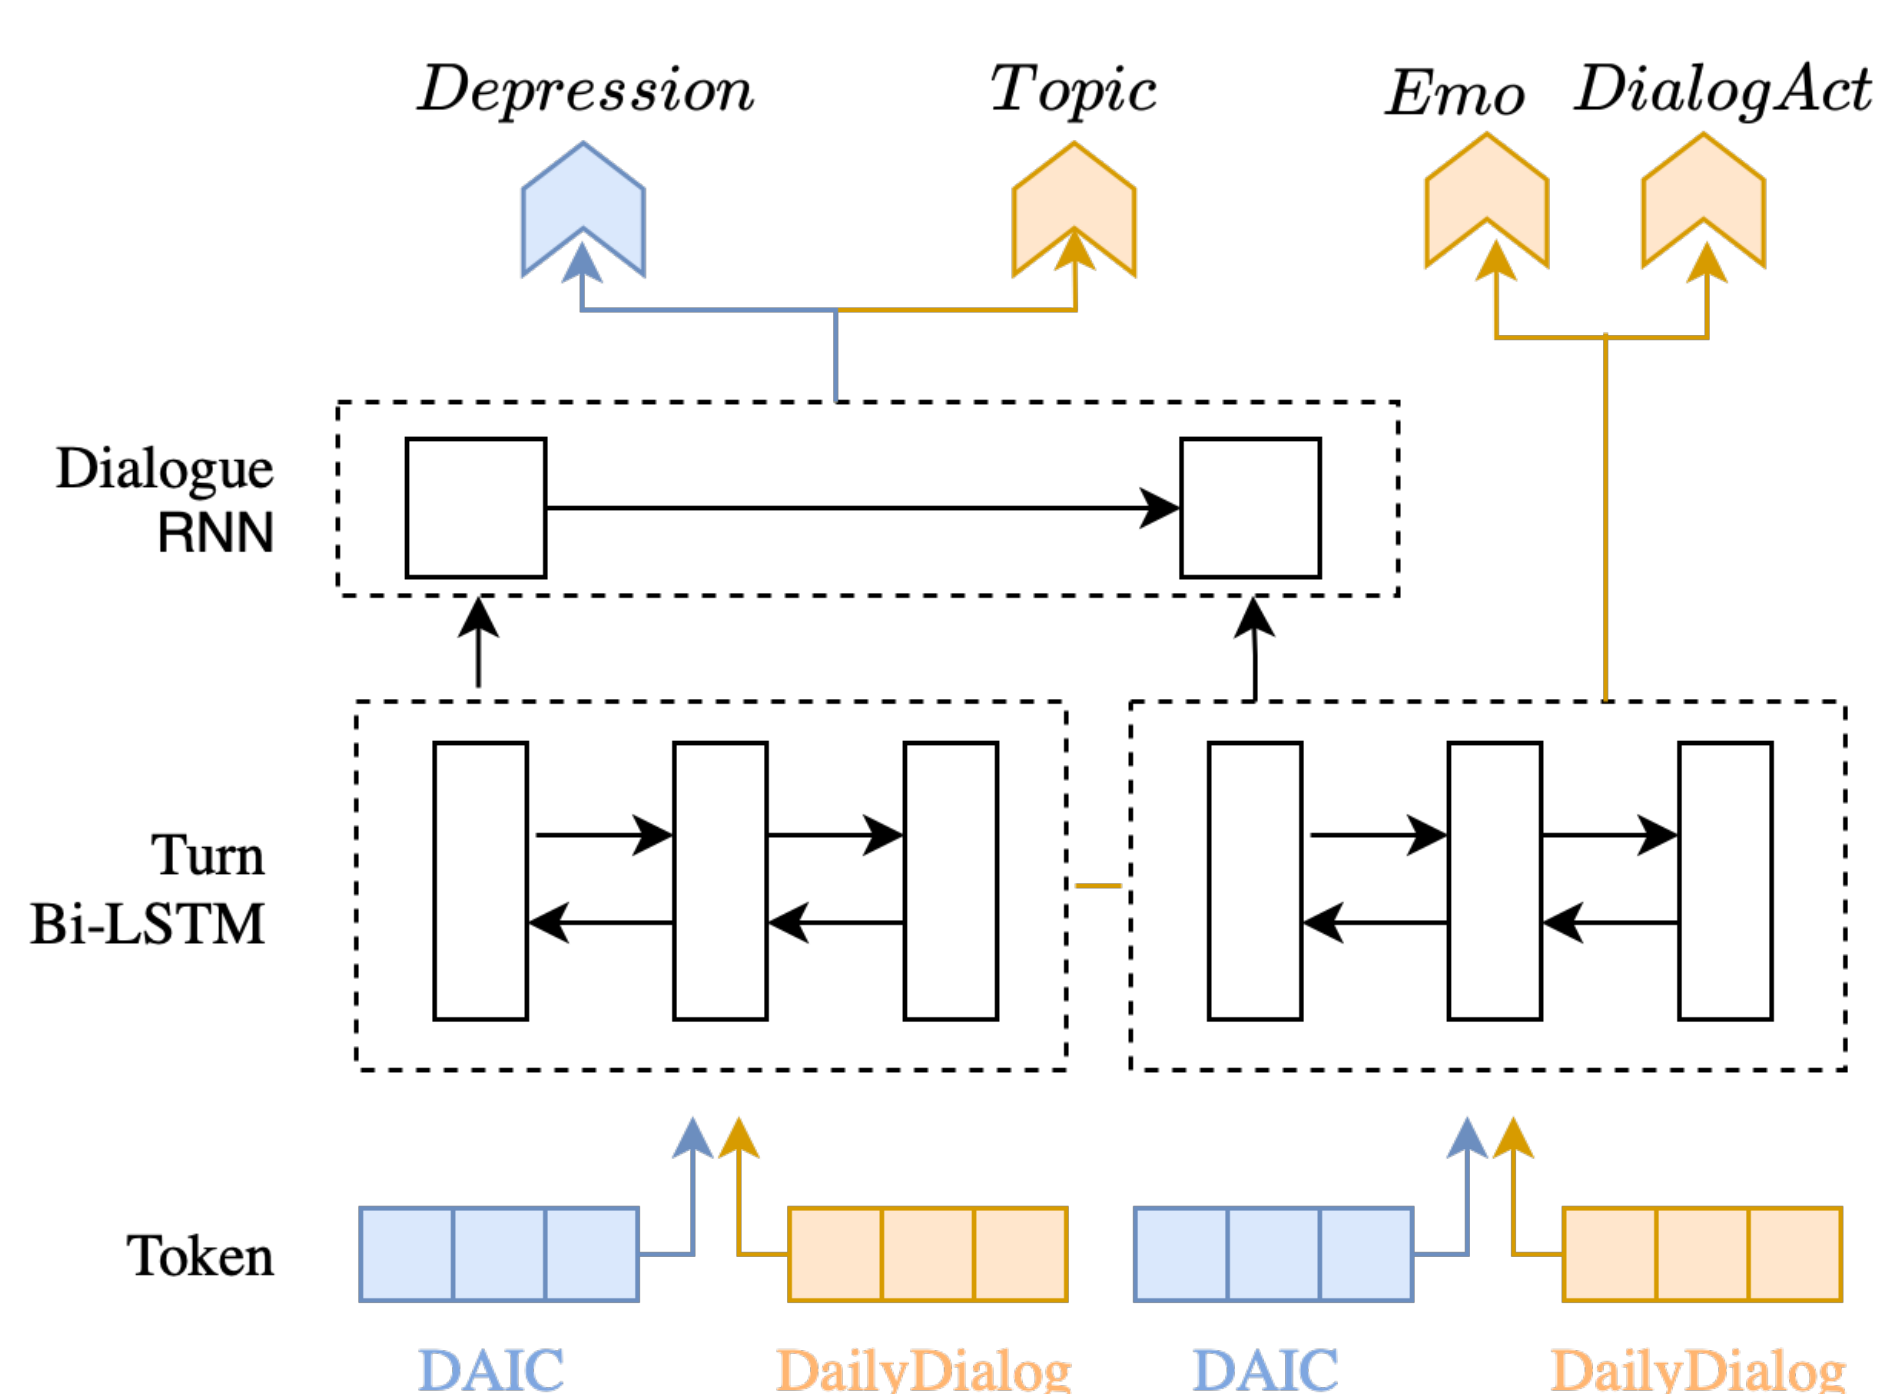 Depression
Topic
Emo
DialogAct
Dialogue
RNN
Turn
Bi-LSTM
Token
DAIC
DailyDialog
DAIC
DailyDialog